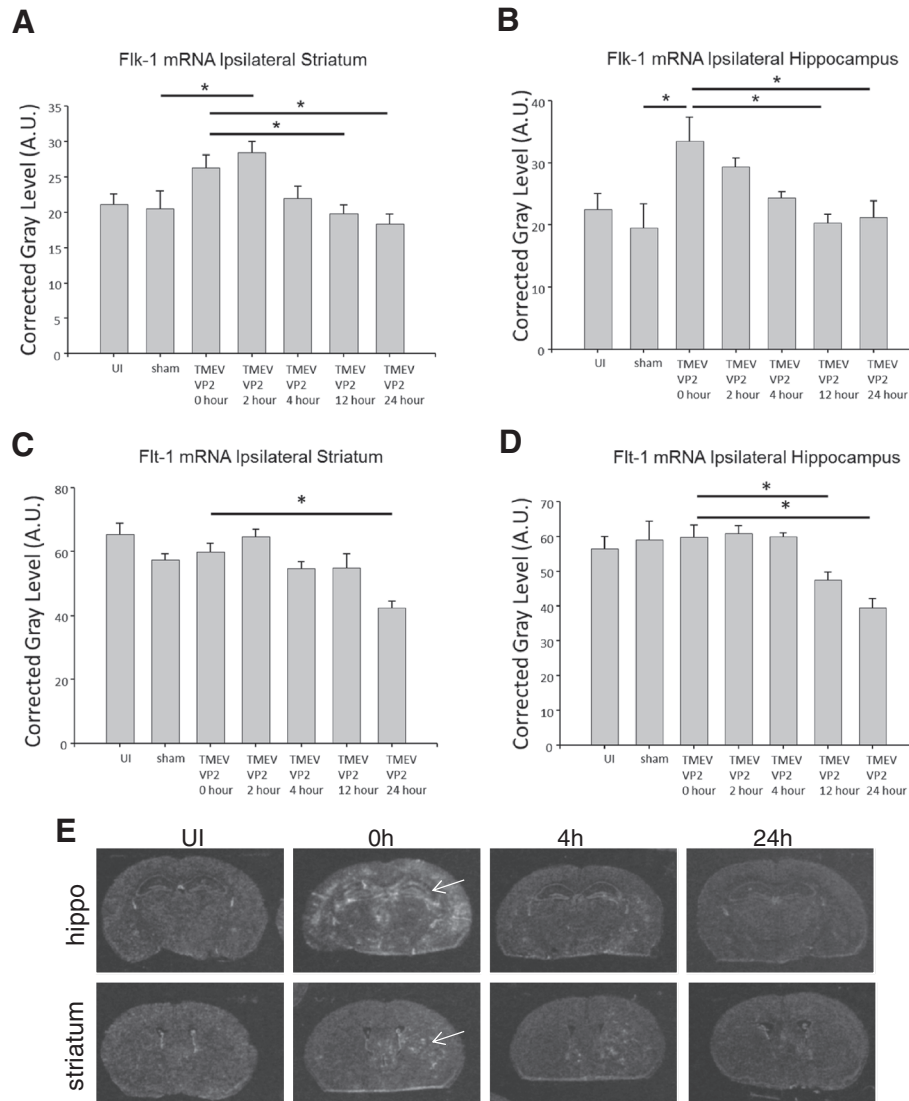 A
Flk-1 mRNA Ipsilateral Striatum
* * *
Corrected Gray Level (A.U.)
35
30
25
20
15
10
5
0
UI sham TMEV TMEV TMEV TMEV TMEV
VP2 VP2 VP2 VP2 VP2
0 hour 2 hour 4 hour 12 hour 24 hour
B
Flk-1 mRNA Ipsilateral Hippocampus
* * *
Corrected Gray Level (A.U.)
40
30
20
10
0
UI sham TMEV TMEV TMEV TMEV TMEV
VP2 VP2 VP2 VP2 VP2
0 hour 2 hour 4 hour 12 hour 24 hour
C
Flt-1 mRNA Ipsilateral Striatum
*
Corrected Gray Level (A.U.)
80
60
40
20
0
UI sham TMEV TMEV TMEV TMEV TMEV
VP2 VP2 VP2 VP2 VP2
0 hour 2 hour 4 hour 12 hour 24 hour
D
Flt-1 mRNA Ipsilateral Hippocampus
* *
Corrected Gray Level (A.U.)
70
60
50
40
30
20
10
0
UI sham TMEV TMEV TMEV TMEV TMEV
VP2 VP2 VP2 VP2 VP2
0 hour 2 hour 4 hour 12 hour 24 hour
E
UI 0h 4h 24h
hippo
striatum